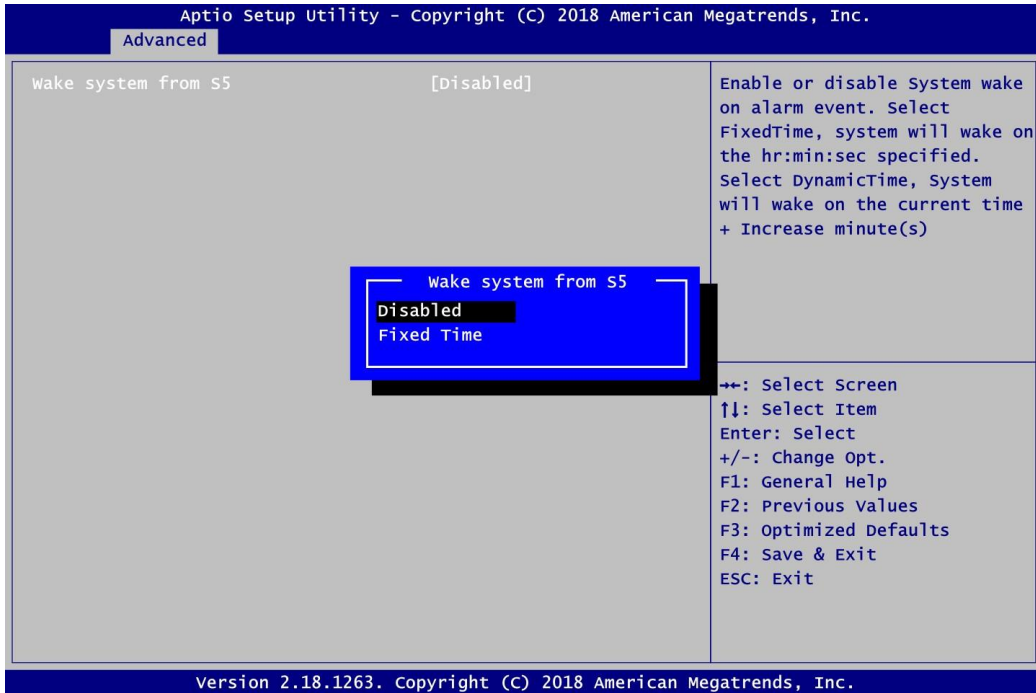 Aptio Setup Utility - Copyright (C) 2018 American Megatrends, Inc.
Advanced
Wake system from S5 [Disabled]
Enable or disable System wake
on alarm event. Select
FixedTime, system will wake on
the hr:min:sec specified.
Select DynamicTime, System
will wake on the current time
+ Increase minute(s)
Wake system from S5
Disabled
Fixed Time
→←: Select Screen
↑↓: Select Item
Enter: Select
+/-: Change Opt.
F1: General Help
F2: Previous Values
F3: Optimized Defaults
F4: Save & Exit
ESC: Exit
Version 2.18.1263. Copyright (C) 2018 American Megatrends, Inc.